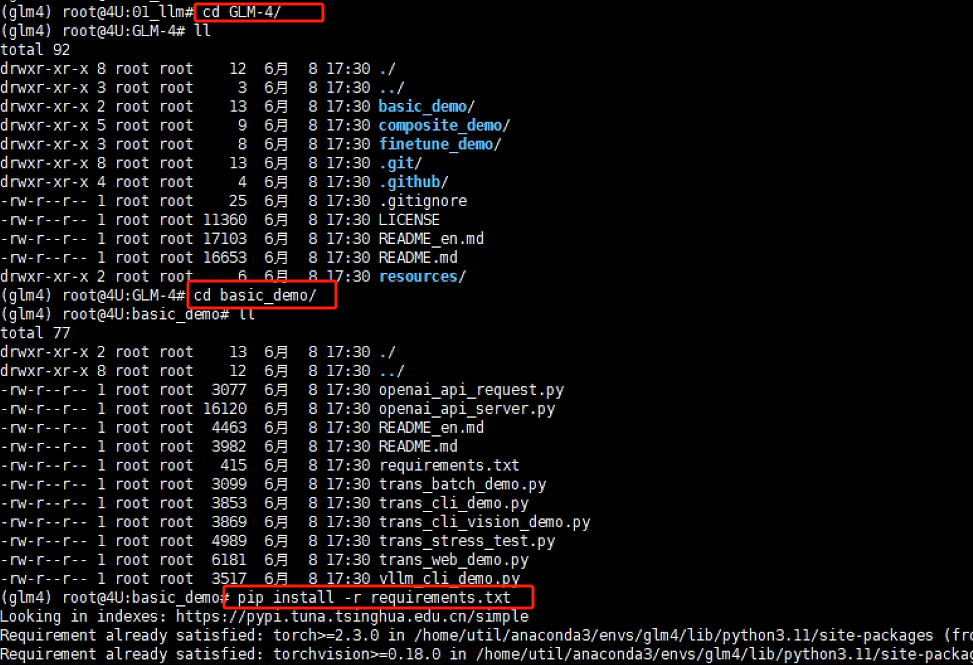 (glm4) root@4U:01_llm# cd GLM-4/
(glm4) root@4U:GLM-4# ll
total 92
drwxr-xr-x 8 root root    12  6月   8 17:30 ./
drwxr-xr-x 3 root root     3  6月   8 17:30 ../
drwxr-xr-x 2 root root    13  6月   8 17:30 basic_demo/
drwxr-xr-x 5 root root     9  6月   8 17:30 composite_demo/
drwxr-xr-x 3 root root     8  6月   8 17:30 finetune_demo/
drwxr-xr-x 8 root root    13  6月   8 17:30 .git/
drwxr-xr-x 4 root root     4  6月   8 17:30 .github/
-rw-r--r-- 1 root root    25  6月   8 17:30 .gitignore
-rw-r--r-- 1 root root 11360  6月   8 17:30 LICENSE
-rw-r--r-- 1 root root 17103  6月   8 17:30 README_en.md
-rw-r--r-- 1 root root 16653  6月   8 17:30 README.md
drwxr-xr-x 2 root root     6  6月   8 17:30 resources/
(glm4) root@4U:GLM-4# cd basic_demo/
(glm4) root@4U:basic_demo# ll
total 77
drwxr-xr-x 2 root root    13  6月   8 17:30 ./
drwxr-xr-x 8 root root    12  6月   8 17:30 ../
-rw-r--r-- 1 root root  3077  6月   8 17:30 openai_api_request.py
-rw-r--r-- 1 root root 16120  6月   8 17:30 openai_api_server.py
-rw-r--r-- 1 root root  4463  6月   8 17:30 README_en.md
-rw-r--r-- 1 root root  3982  6月   8 17:30 README.md
-rw-r--r-- 1 root root   415  6月   8 17:30 requirements.txt
-rw-r--r-- 1 root root  3099  6月   8 17:30 trans_batch_demo.py
-rw-r--r-- 1 root root  3853  6月   8 17:30 trans_cli_demo.py
-rw-r--r-- 1 root root  3869  6月   8 17:30 trans_cli_vision_demo.py
-rw-r--r-- 1 root root  4989  6月   8 17:30 trans_stress_test.py
-rw-r--r-- 1 root root  6181  6月   8 17:30 trans_web_demo.py
-rw-r--r-- 1 root root  3517  6月   8 17:30 vllm_cli_demo.py
(glm4) root@4U:basic_demo# pip install -r requirements.txt
Looking in indexes: https://pypi.tuna.tsinghua.edu.cn/simple
Requirement already satisfied: torch>=2.3.0 in /home/util/anaconda3/envs/glm4/lib/python3.11/site-packages (fro
Requirement already satisfied: torchvision>=0.18.0 in /home/util/anaconda3/envs/glm4/lib/python3.11/site-packag